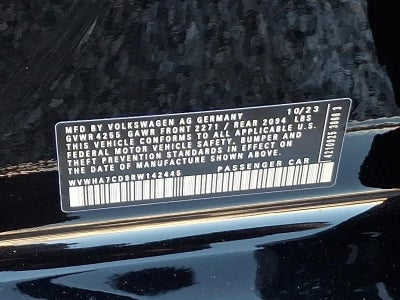 MFD BY VOLKSWAGEN AG GERMANY 10/23
GVWR 4255 GAWR FRONT 2271 / REAR 2094 LBS
THIS VEHICLE CONFORMS TO ALL APPLICABLE U.S.
FEDERAL MOTOR VEHICLE SAFETY, BUMPER AND
THEFT PREVENTION STANDARDS IN EFFECT ON
THE DATE OF MANUFACTURE SHOWN ABOVE.
WVWHA7CD9RW142446 PASSENGER CAR